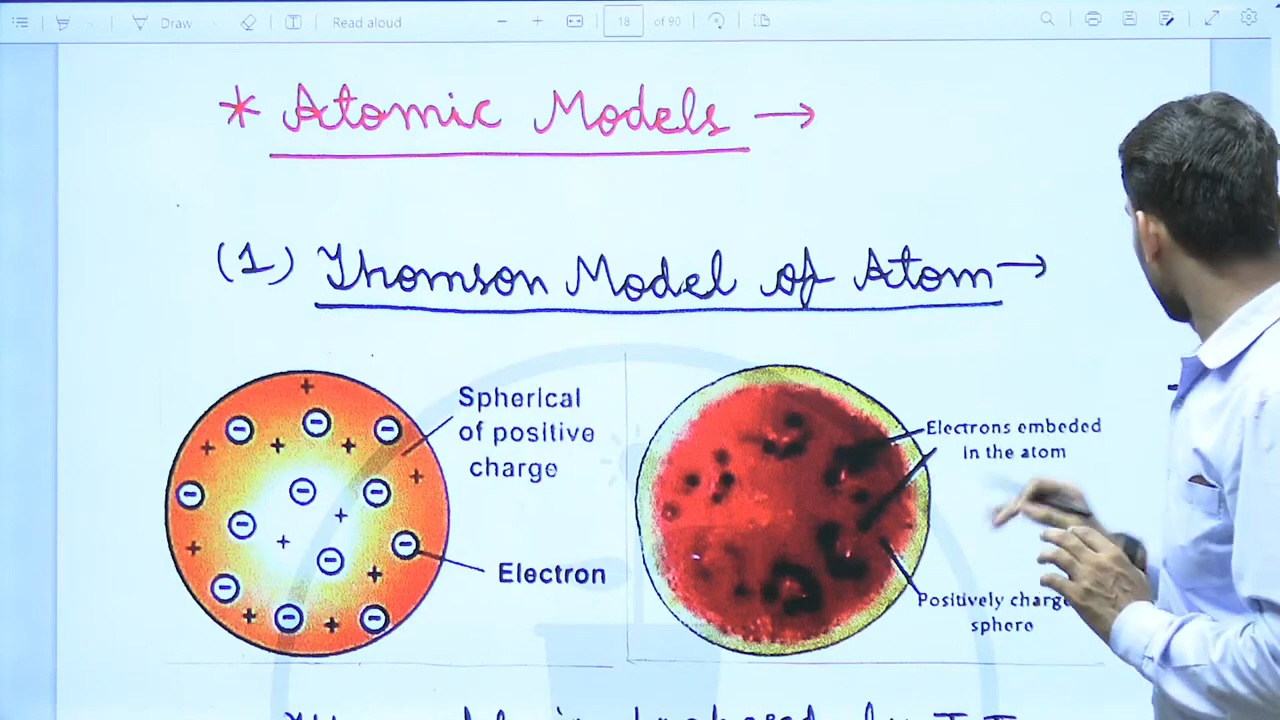 Draw
Read aloud
18 of 90
* Atomic Models →
(1) Thomson Model of Atom →
Spherical
of positive
charge
Electron
Electrons embeded
in the atom
Positively charge
sphere